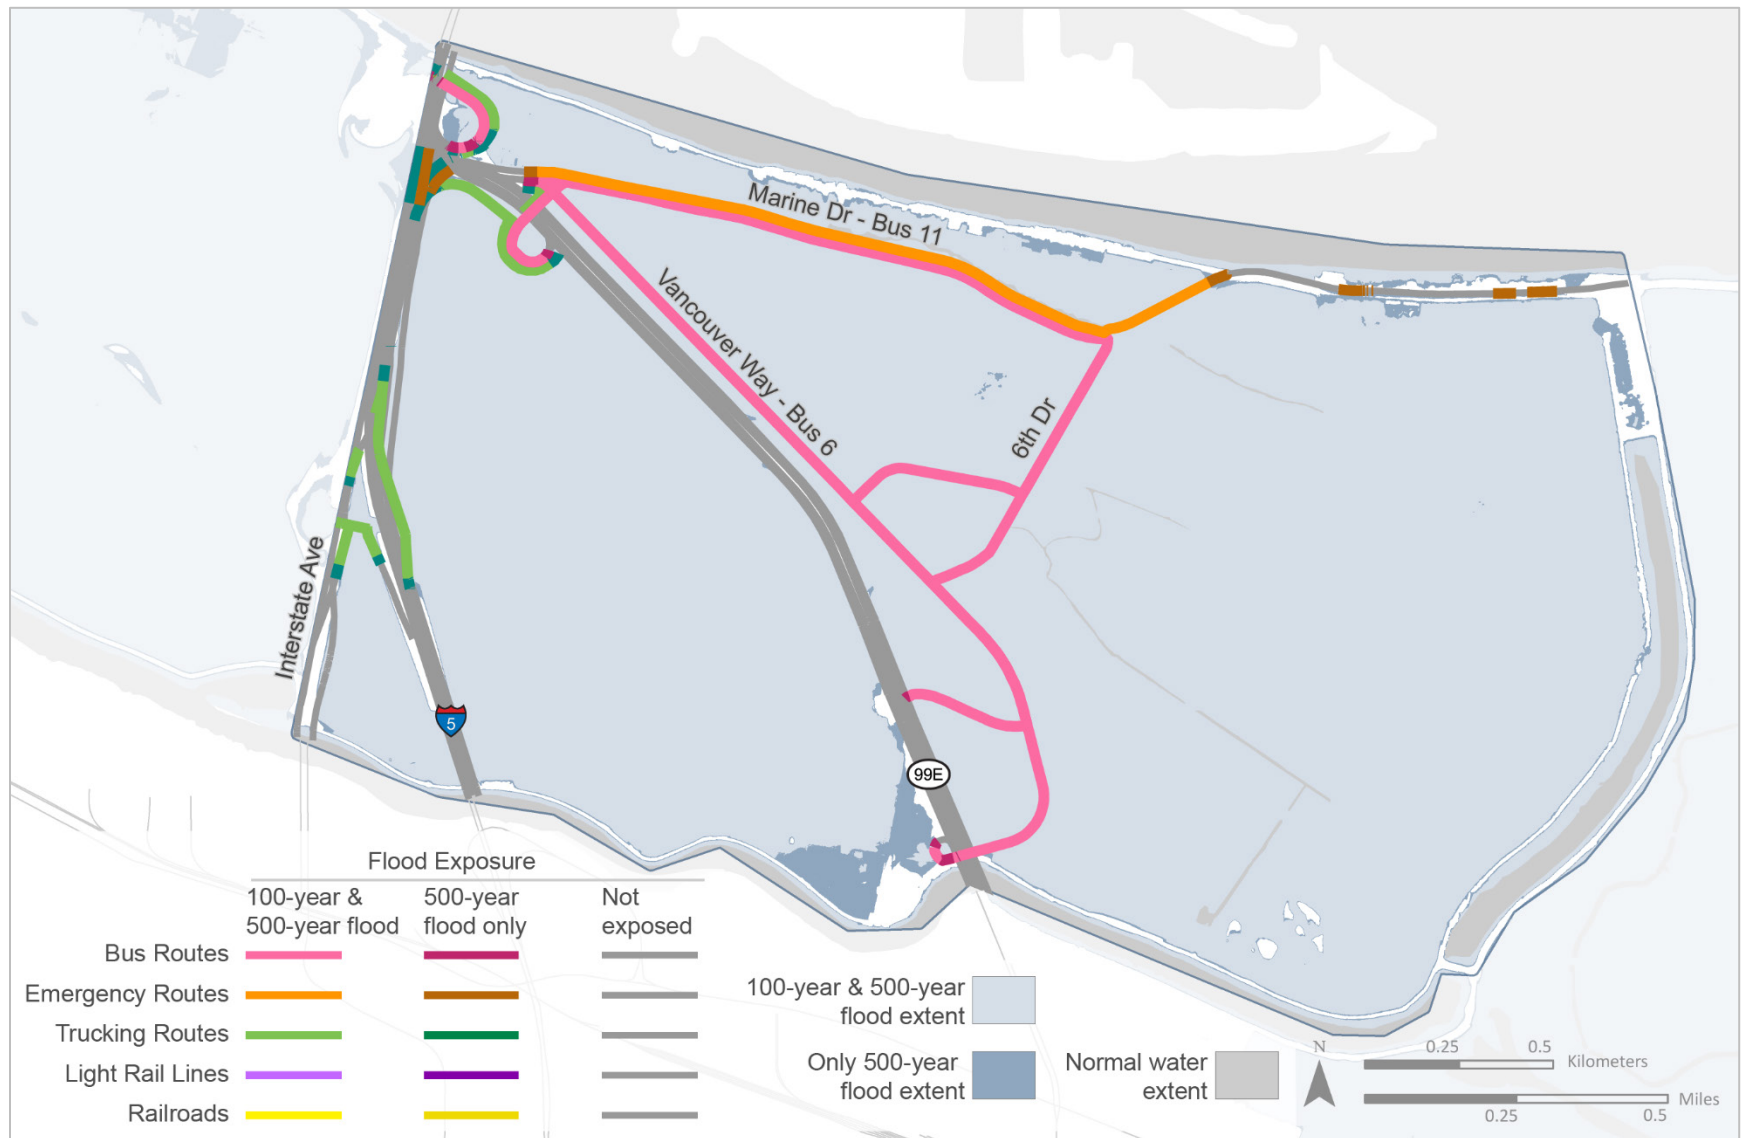 Marine Dr - Bus 11
Vancouver Way - Bus 6
6th Dr
Interstate Ave
5
99E
Flood Exposure
100-year &
500-year flood
500-year
flood only
Not
exposed
Bus Routes
Emergency Routes
Trucking Routes
Light Rail Lines
Railroads
100-year & 500-year
flood extent
Only 500-year
flood extent
Normal water
extent
N
0.25 0.5
Kilometers
Miles
0.25 0.5